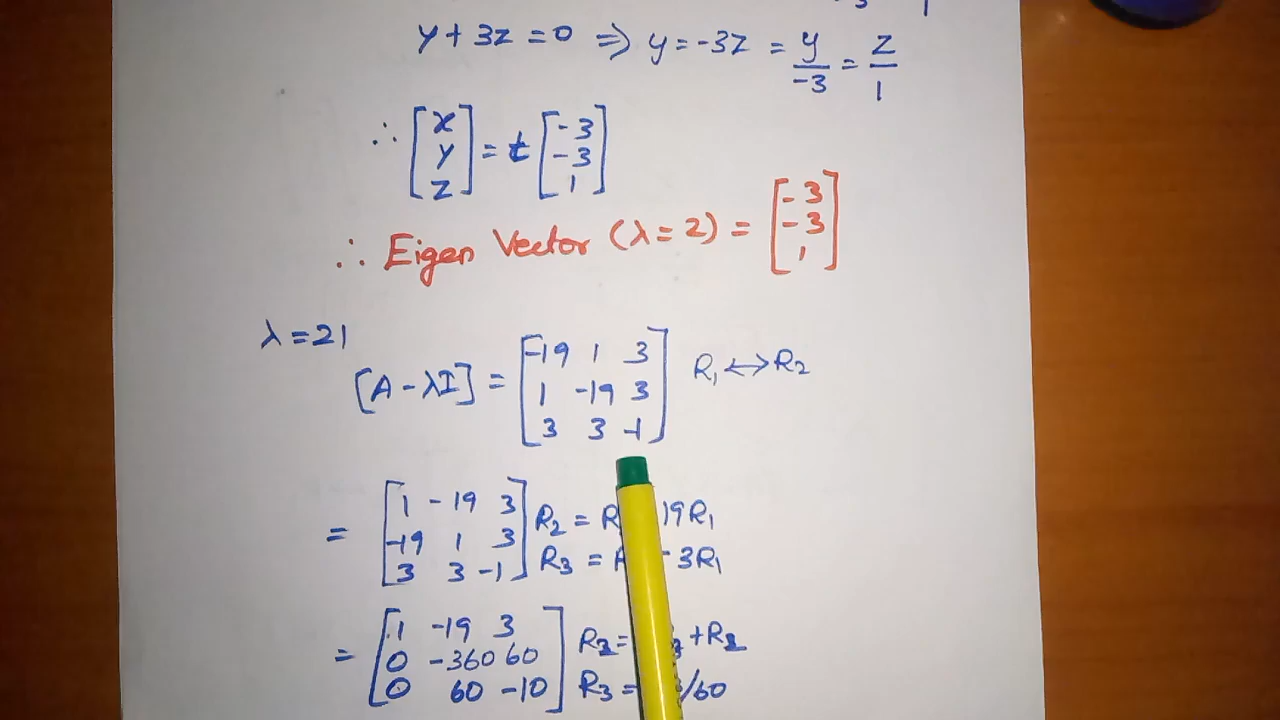 y + 3z = 0 ⇒ y = -3z = y/-3 = z/1
∴ [x y z] = t [-3 -3 1]
∴ Eigen Vector (λ = 2) = [-3 -3 1]
λ = 21
[A - λI] = [-19 1 3
1 -19 3
3 3 -1] R₁ ↔ R₂
= [1 -19 3
-19 1 3] R₂ = R 19R₁
3 3 -1] R₃ = - 3R₁
= [1 -19 3
0 -360 60] R₂ = + R₂
0 60 -10] R₃ = /60